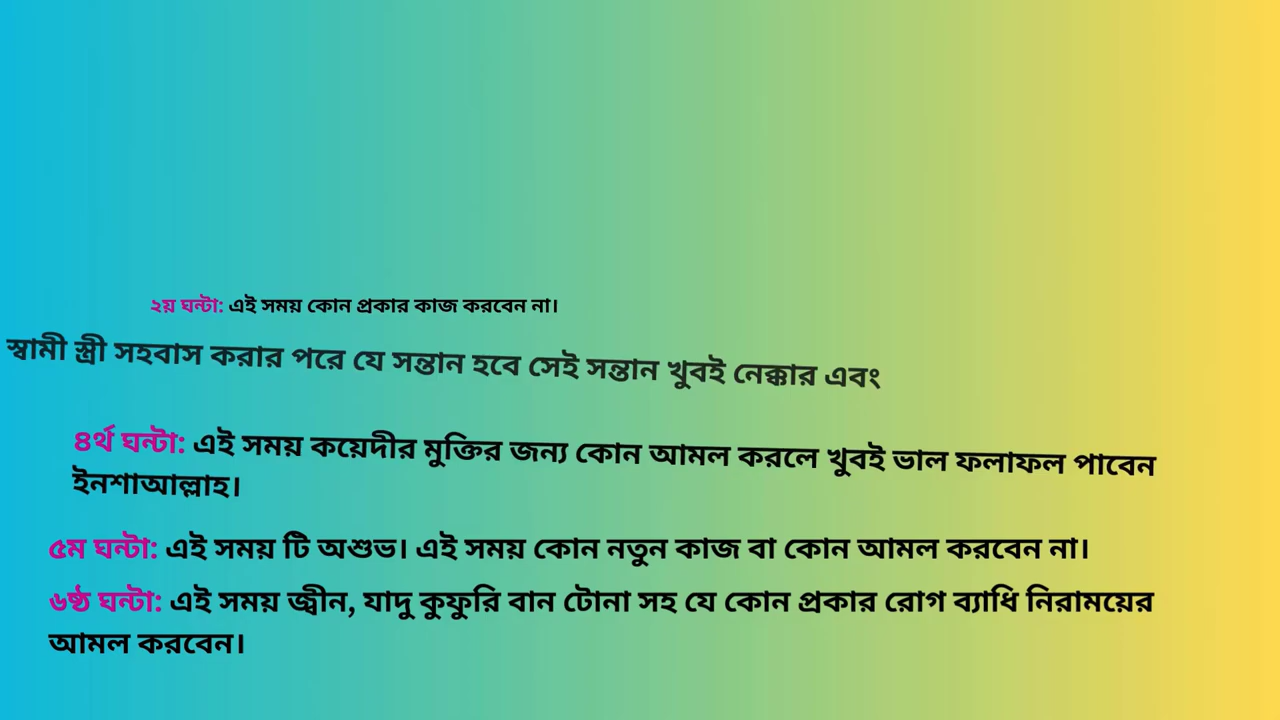 ২য় ঘন্টা: এই সময় কোন প্রকার কাজ করবেন না।
স্বামী স্ত্রী সহবাস করার পরে যে সন্তান হবে সেই সন্তান খুবই নেক্কার এবং
৪র্থ ঘন্টা: এই সময় কয়েদীর মুক্তির জন্য কোন আমল করলে খুবই ভাল ফলাফল পাবেন
ইনশাআল্লাহ।
৫ম ঘন্টা: এই সময় টি অশুভ। এই সময় কোন নতুন কাজ বা কোন আমল করবেন না।
৬ষ্ঠ ঘন্টা: এই সময় জ্বীন, যাদু কুফুরি বান টোনা সহ যে কোন প্রকার রোগ ব্যাধি নিরাময়ের
আমল করবেন।